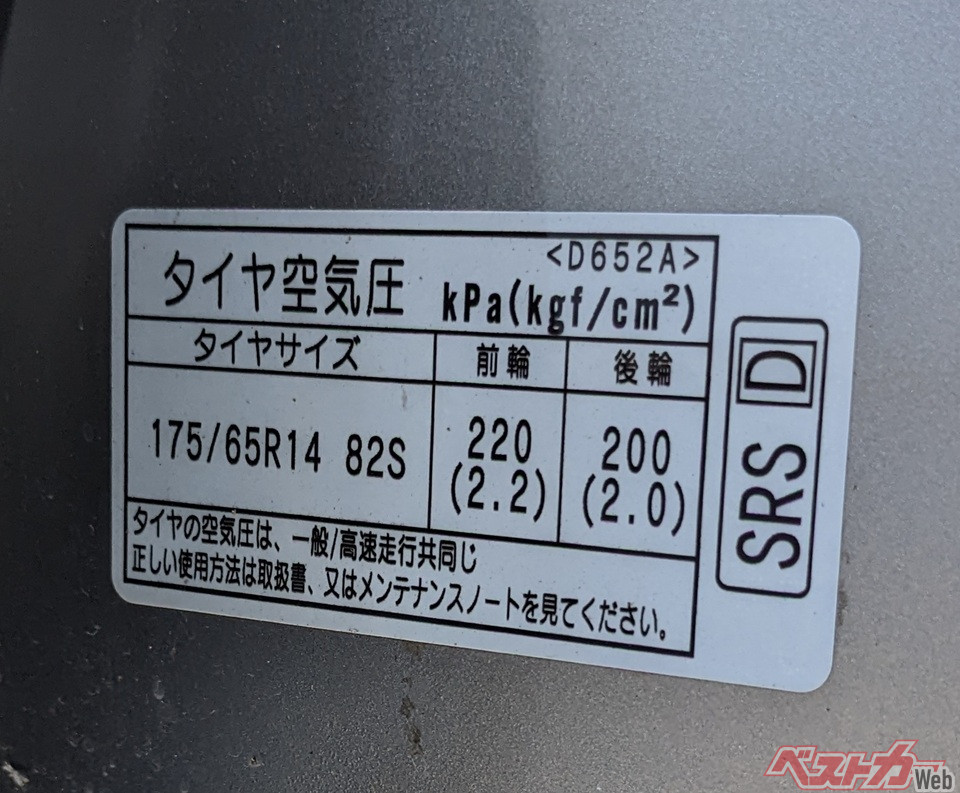 <D652A>
タイヤ空気圧 kPa(kgf/cm²)
タイヤサイズ 前輪 後輪
175/65R14 82S 220 200
(2.2) (2.0)
タイヤの空気圧は、一般/高速走行共同じ
正しい使用方法は取扱書、又はメンテナンスノートを見てください。
SRS D
ベストカーWeb